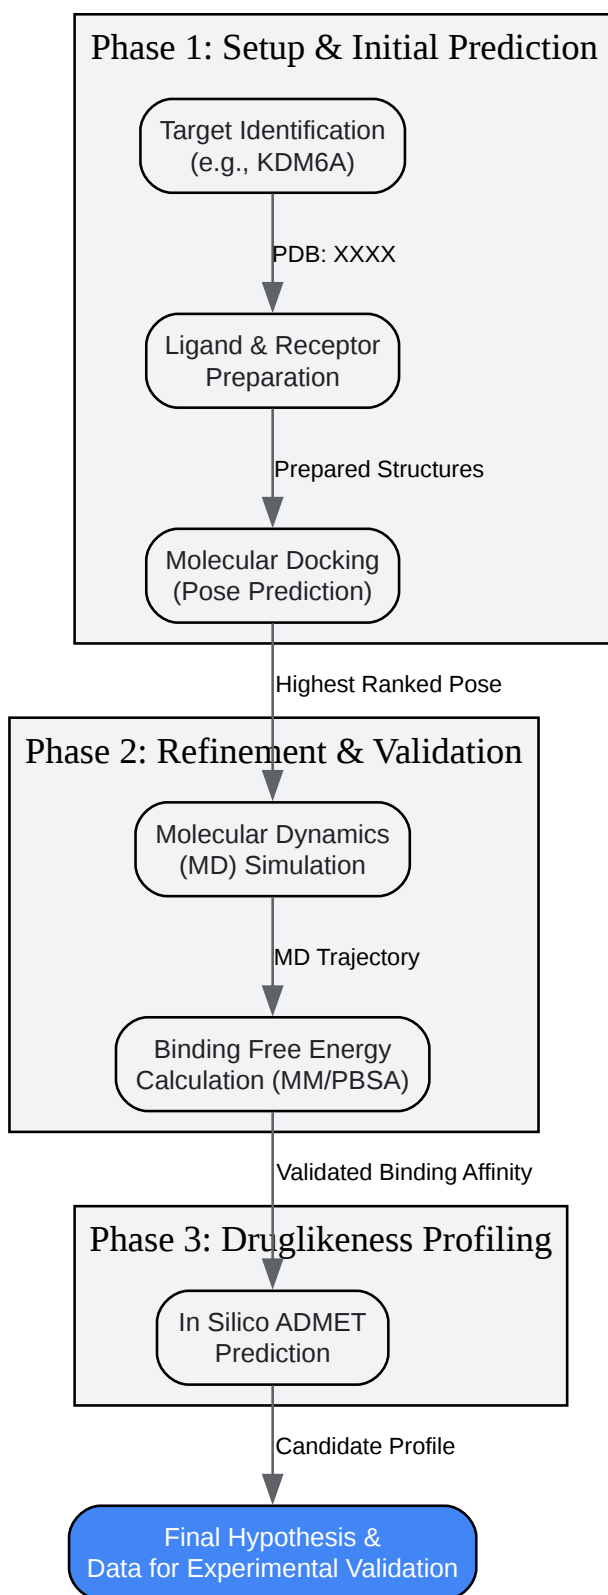 Phase 1: Setup & Initial Prediction
Target Identification
(e.g., KDM6A)
PDB: XXXX
Ligand & Receptor
Preparation
Prepared Structures
Molecular Docking
(Pose Prediction)
Highest Ranked Pose
Phase 2: Refinement & Validation
Molecular Dynamics
(MD) Simulation
MD Trajectory
Binding Free Energy
Calculation (MM/PBSA)
Validated Binding Affinity
Phase 3: Druglikeness Profiling
In Silico ADMET
Prediction
Candidate Profile
Final Hypothesis &
Data for Experimental Validation